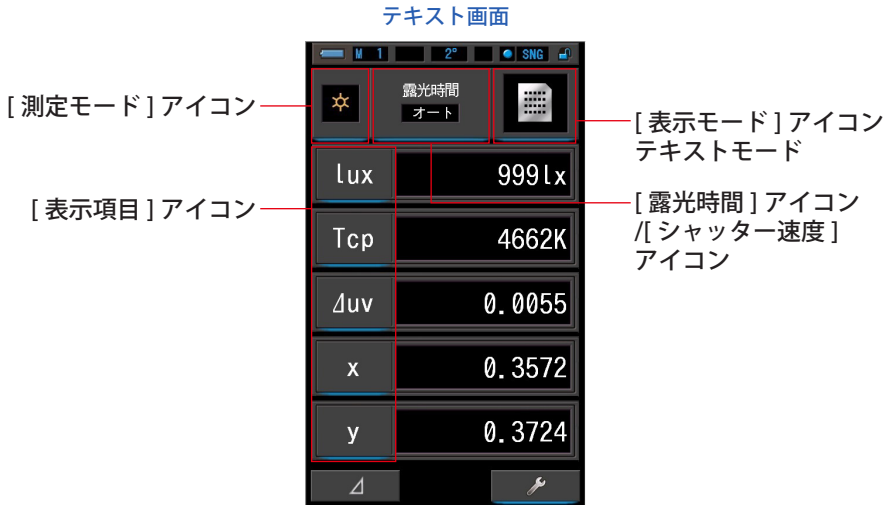 テキスト画面
M 1 2° SNG
[ 測定モード ] アイコン
露光時間
オート
[ 表示モード ] アイコン
テキストモード
[ 表示項目 ] アイコン
[ 露光時間 ] アイコン
/[ シャッター速度 ]
アイコン
lux 999lx
Tcp 4662K
⊿uv 0.0055
x 0.3572
y 0.3724
⊿